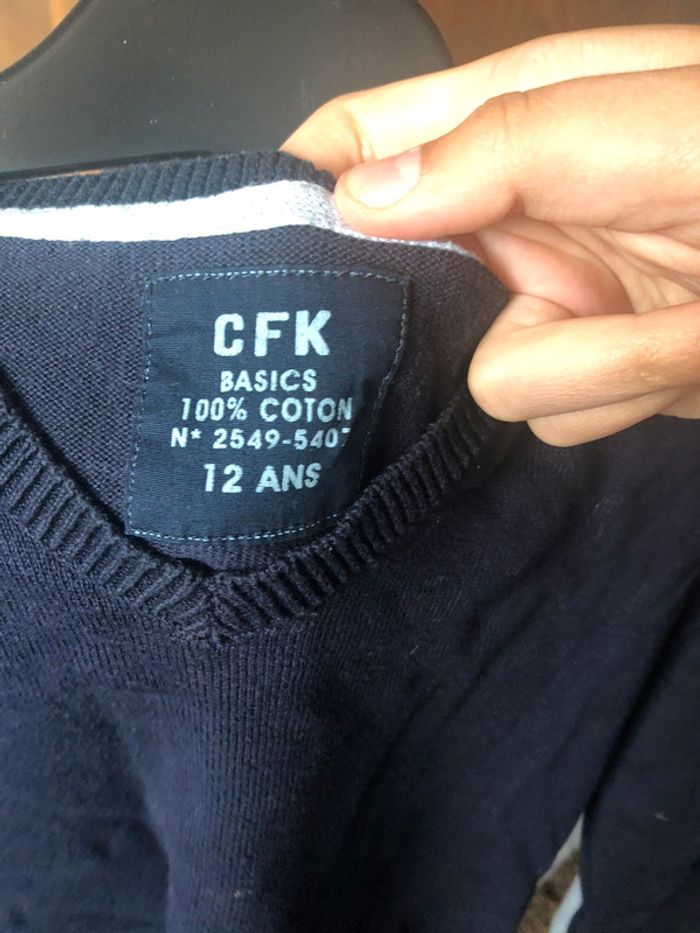 CFK
BASICS
100% COTON
N* 2549-5407
12 ANS